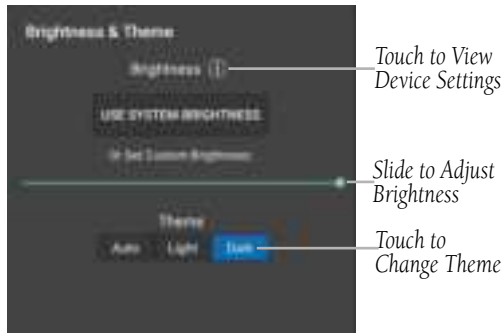 Brightness & Theme
Brightness ⓘ
Touch to View
Device Settings
USE SYSTEM BRIGHTNESS
Or Set Custom Brightness
Slide to Adjust
Brightness
Theme
Auto Light Dark
Touch to
Change Theme